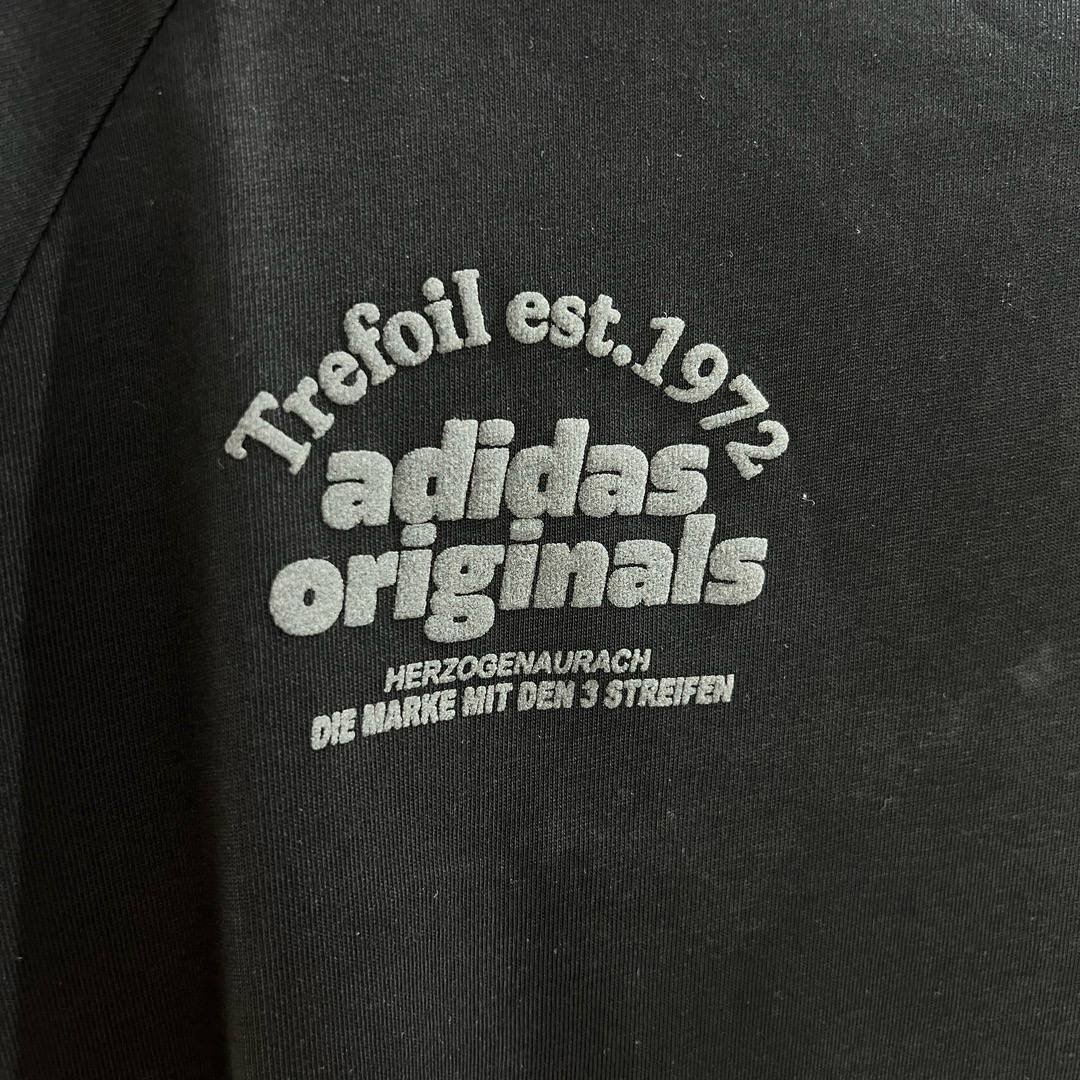 Trefoil est.1972
adidas
originals
HERZOGENAURACH
DIE MARKE MIT DEN 3 STREIFEN